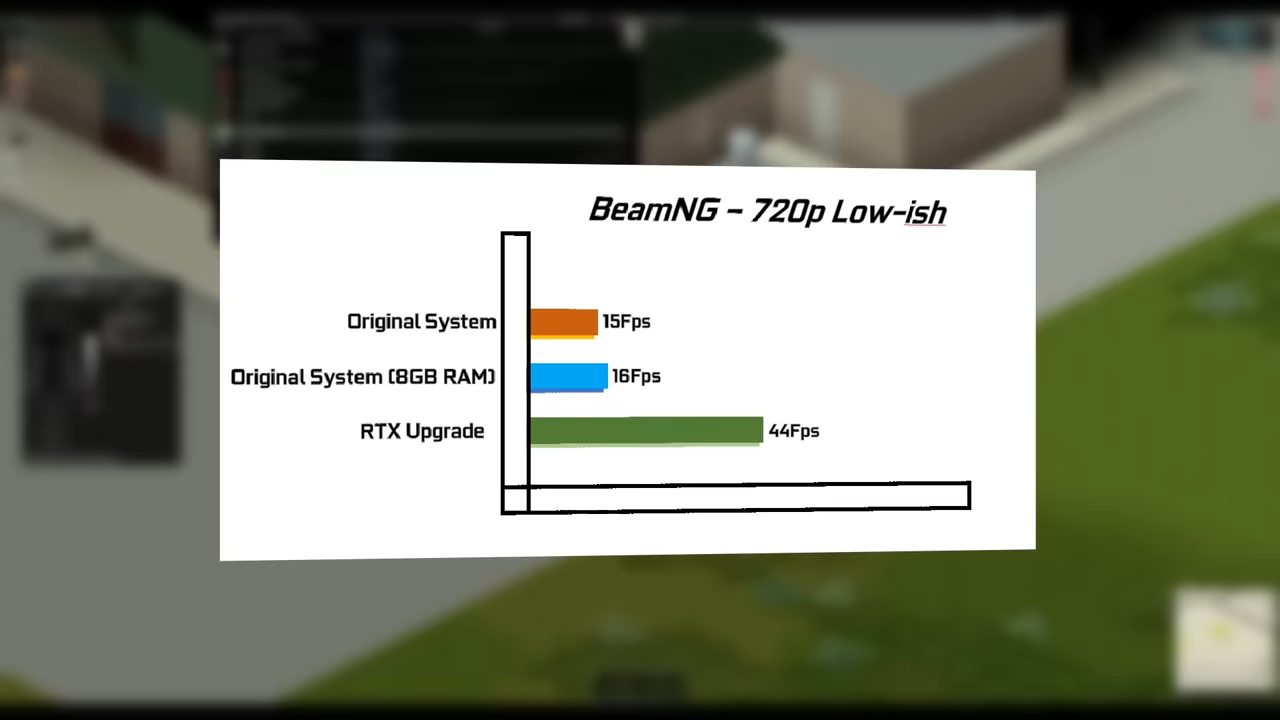 BeamNG – 720p Low-ish
Original System 15Fps
Original System (8GB RAM) 16Fps
RTX Upgrade 44Fps